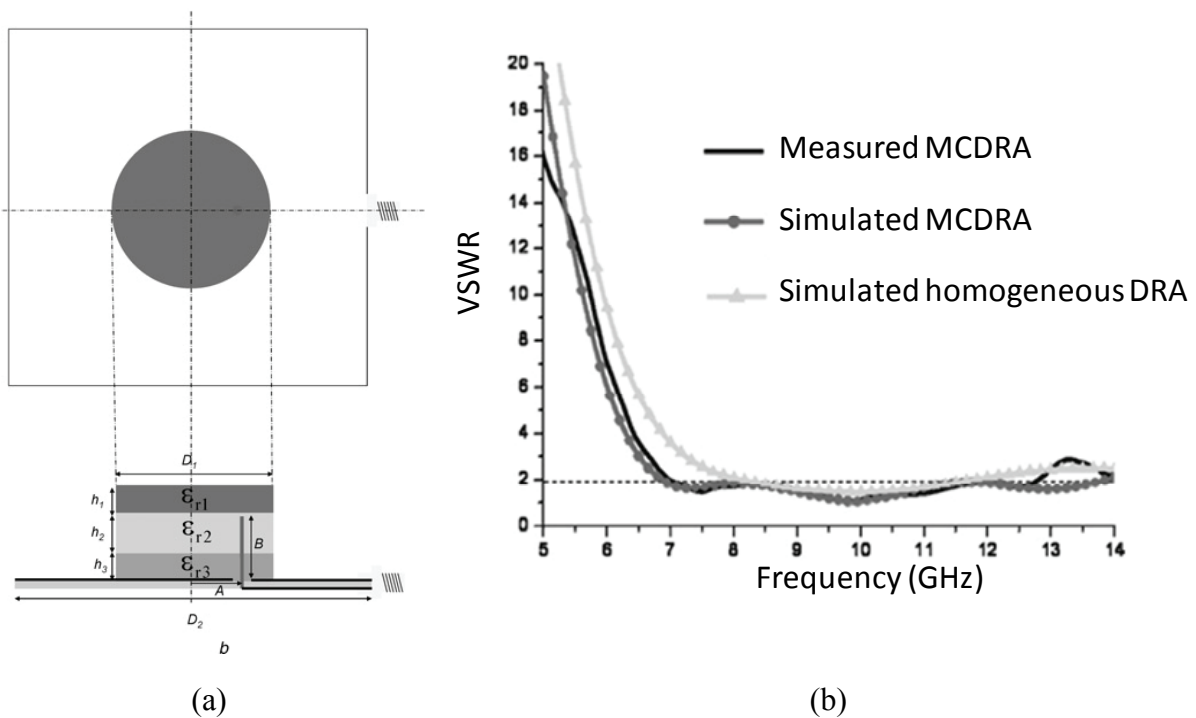 D1
h1
εr1
h2
εr2
B
h3
εr3
A
D2
b
(a)
(b)
VSWR
20
18
16
14
12
10
8
6
4
2
0
5 6 7 8 9 10 11 12 13 14
Frequency (GHz)
Measured MCDRA
Simulated MCDRA
Simulated homogeneous DRA